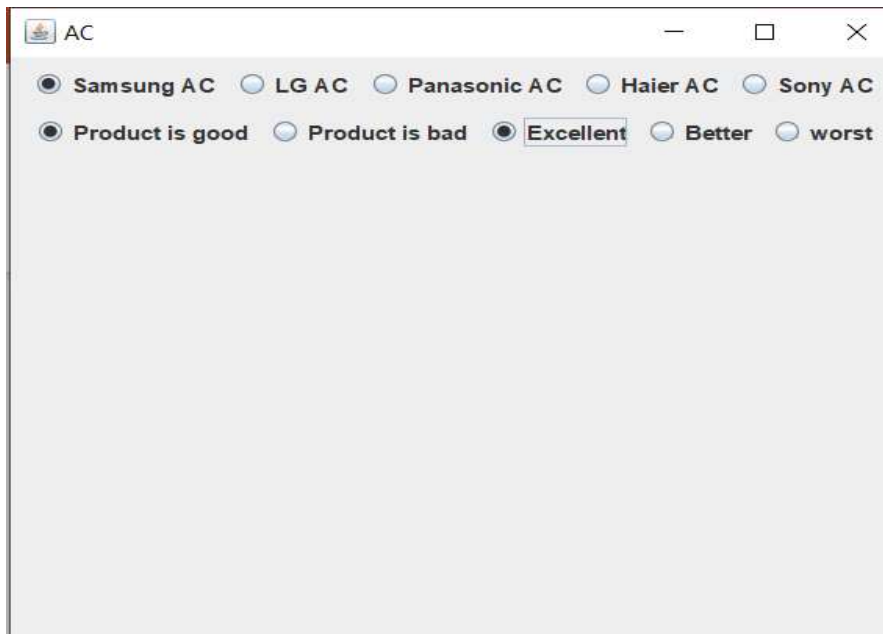 AC
Samsung AC LG AC Panasonic AC Haier AC Sony AC
Product is good Product is bad Excellent Better worst